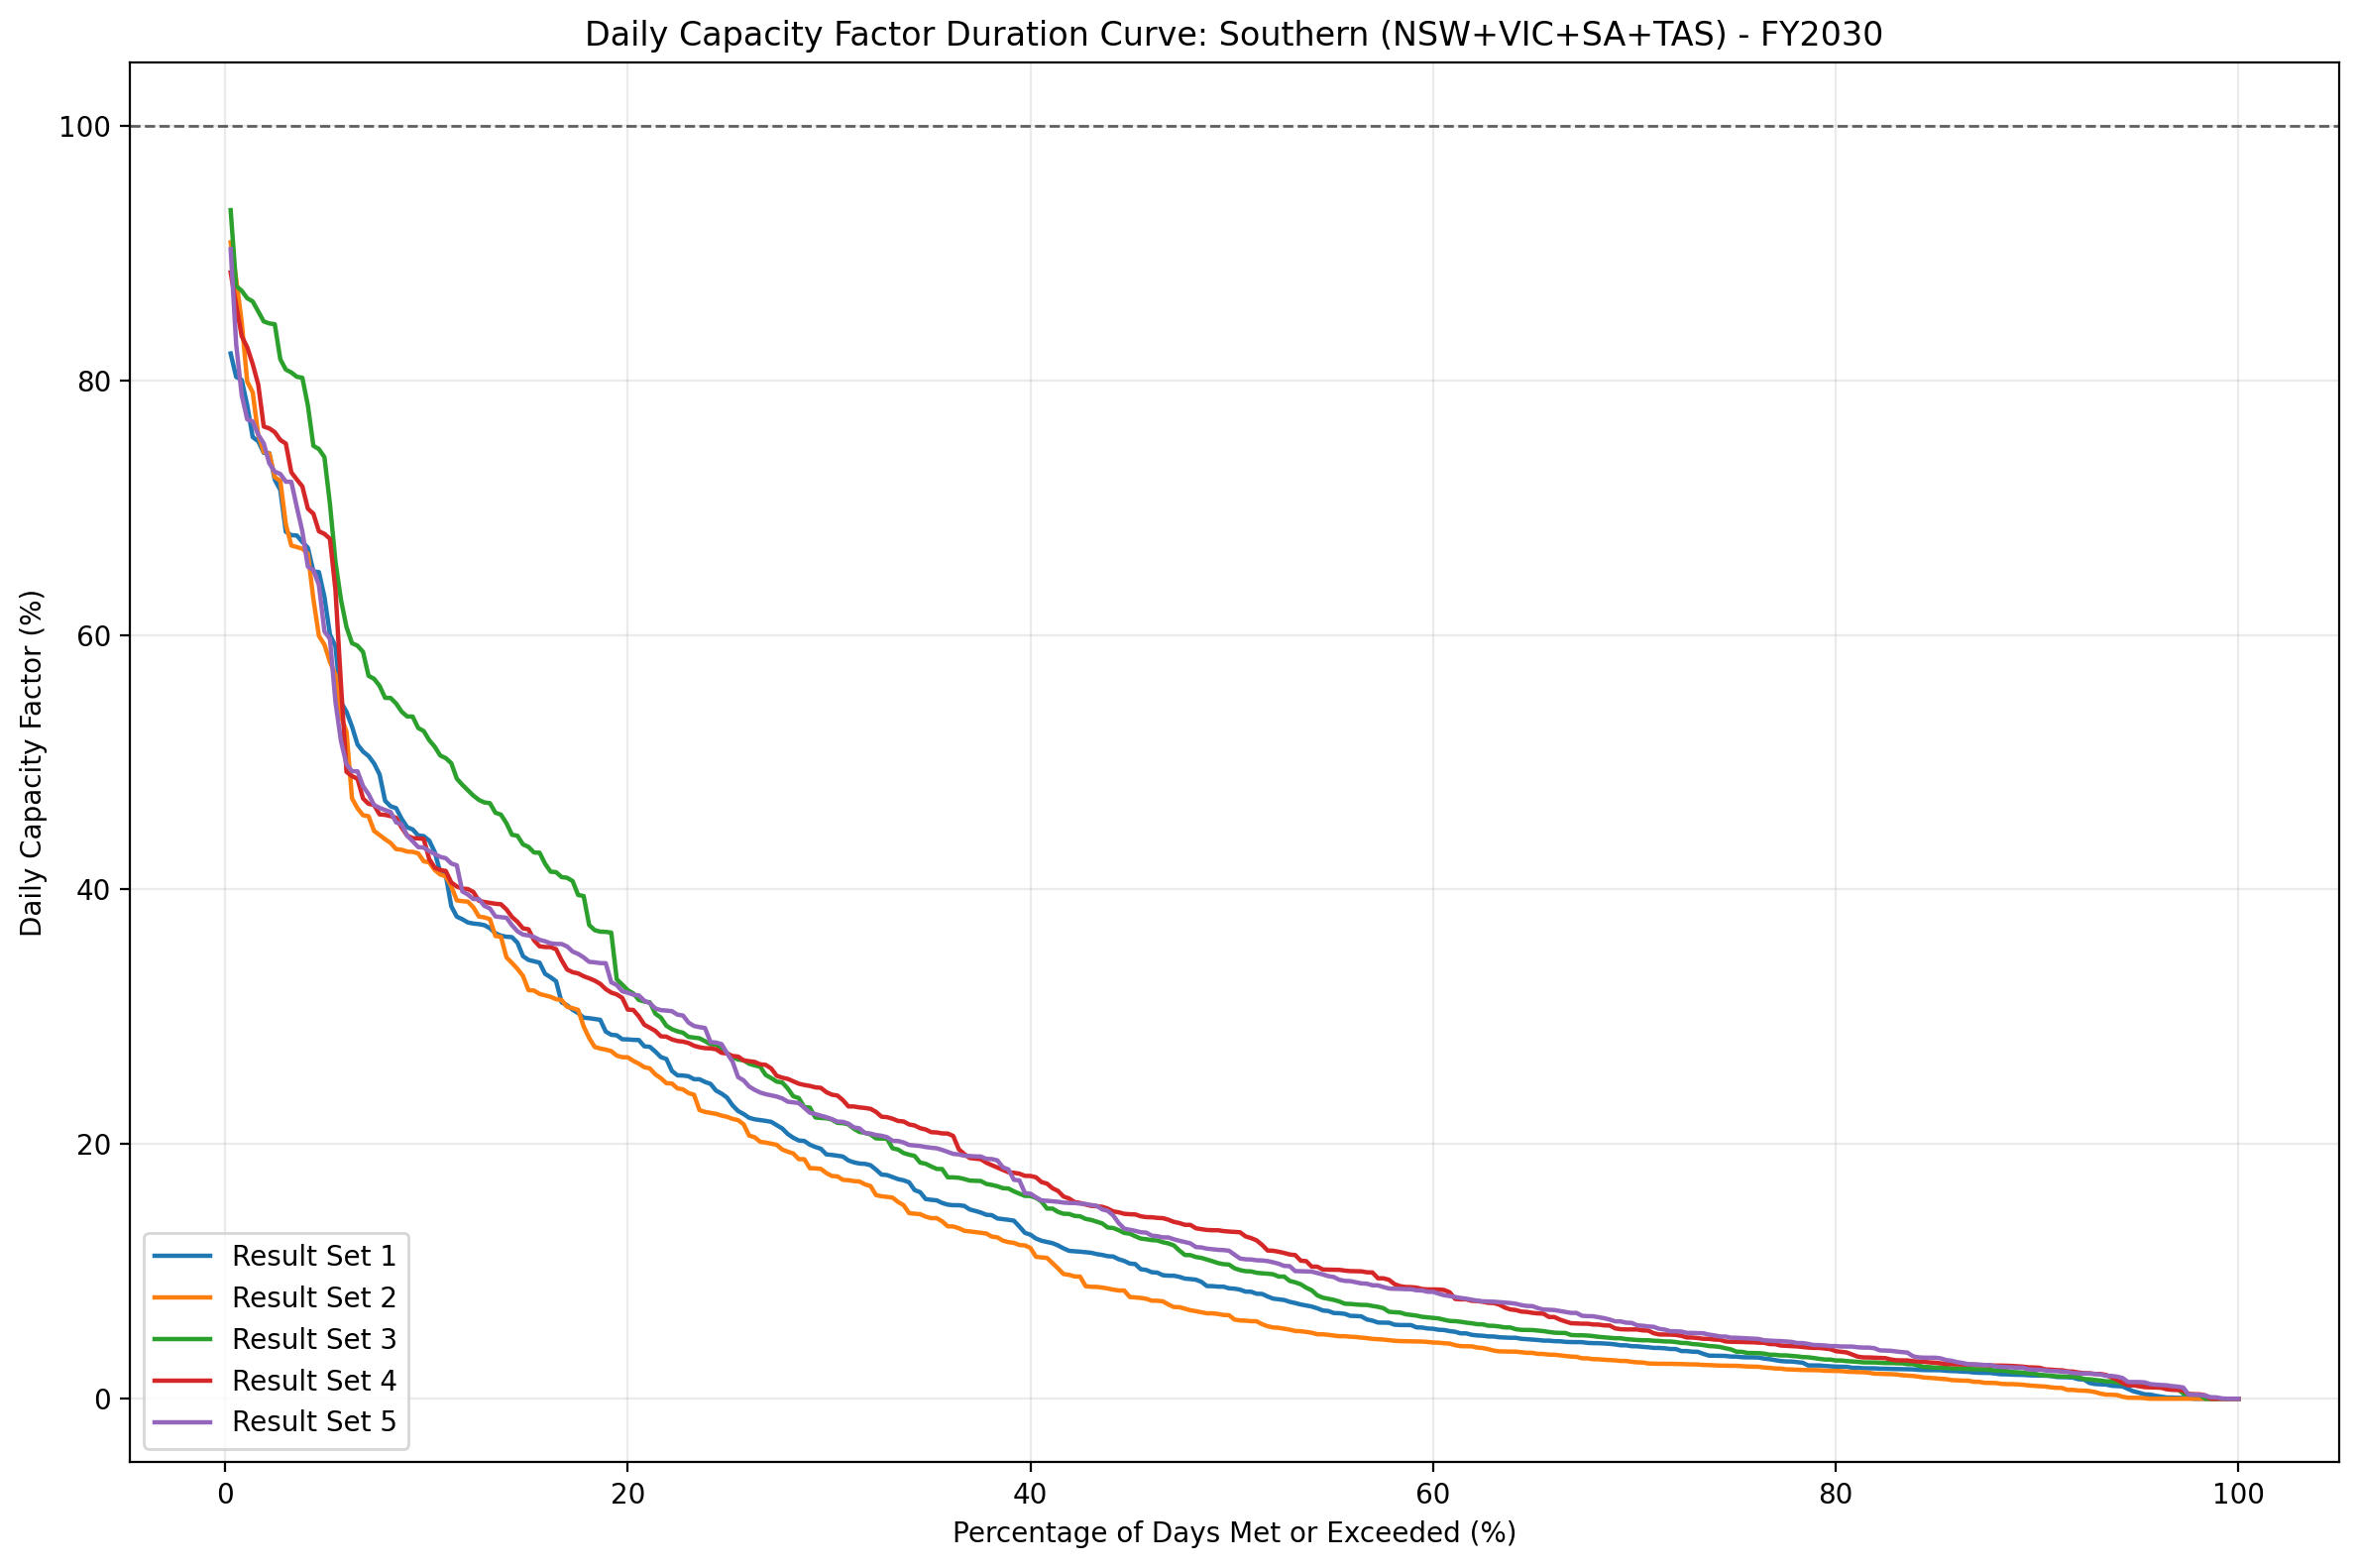 Daily Capacity Factor Duration Curve: Southern (NSW+VIC+SA+TAS) - FY2030
Daily Capacity Factor (%)
100
80
60
40
20
0
Result Set 1
Result Set 2
Result Set 3
Result Set 4
Result Set 5
0 20 40 60 80 100
Percentage of Days Met or Exceeded (%)